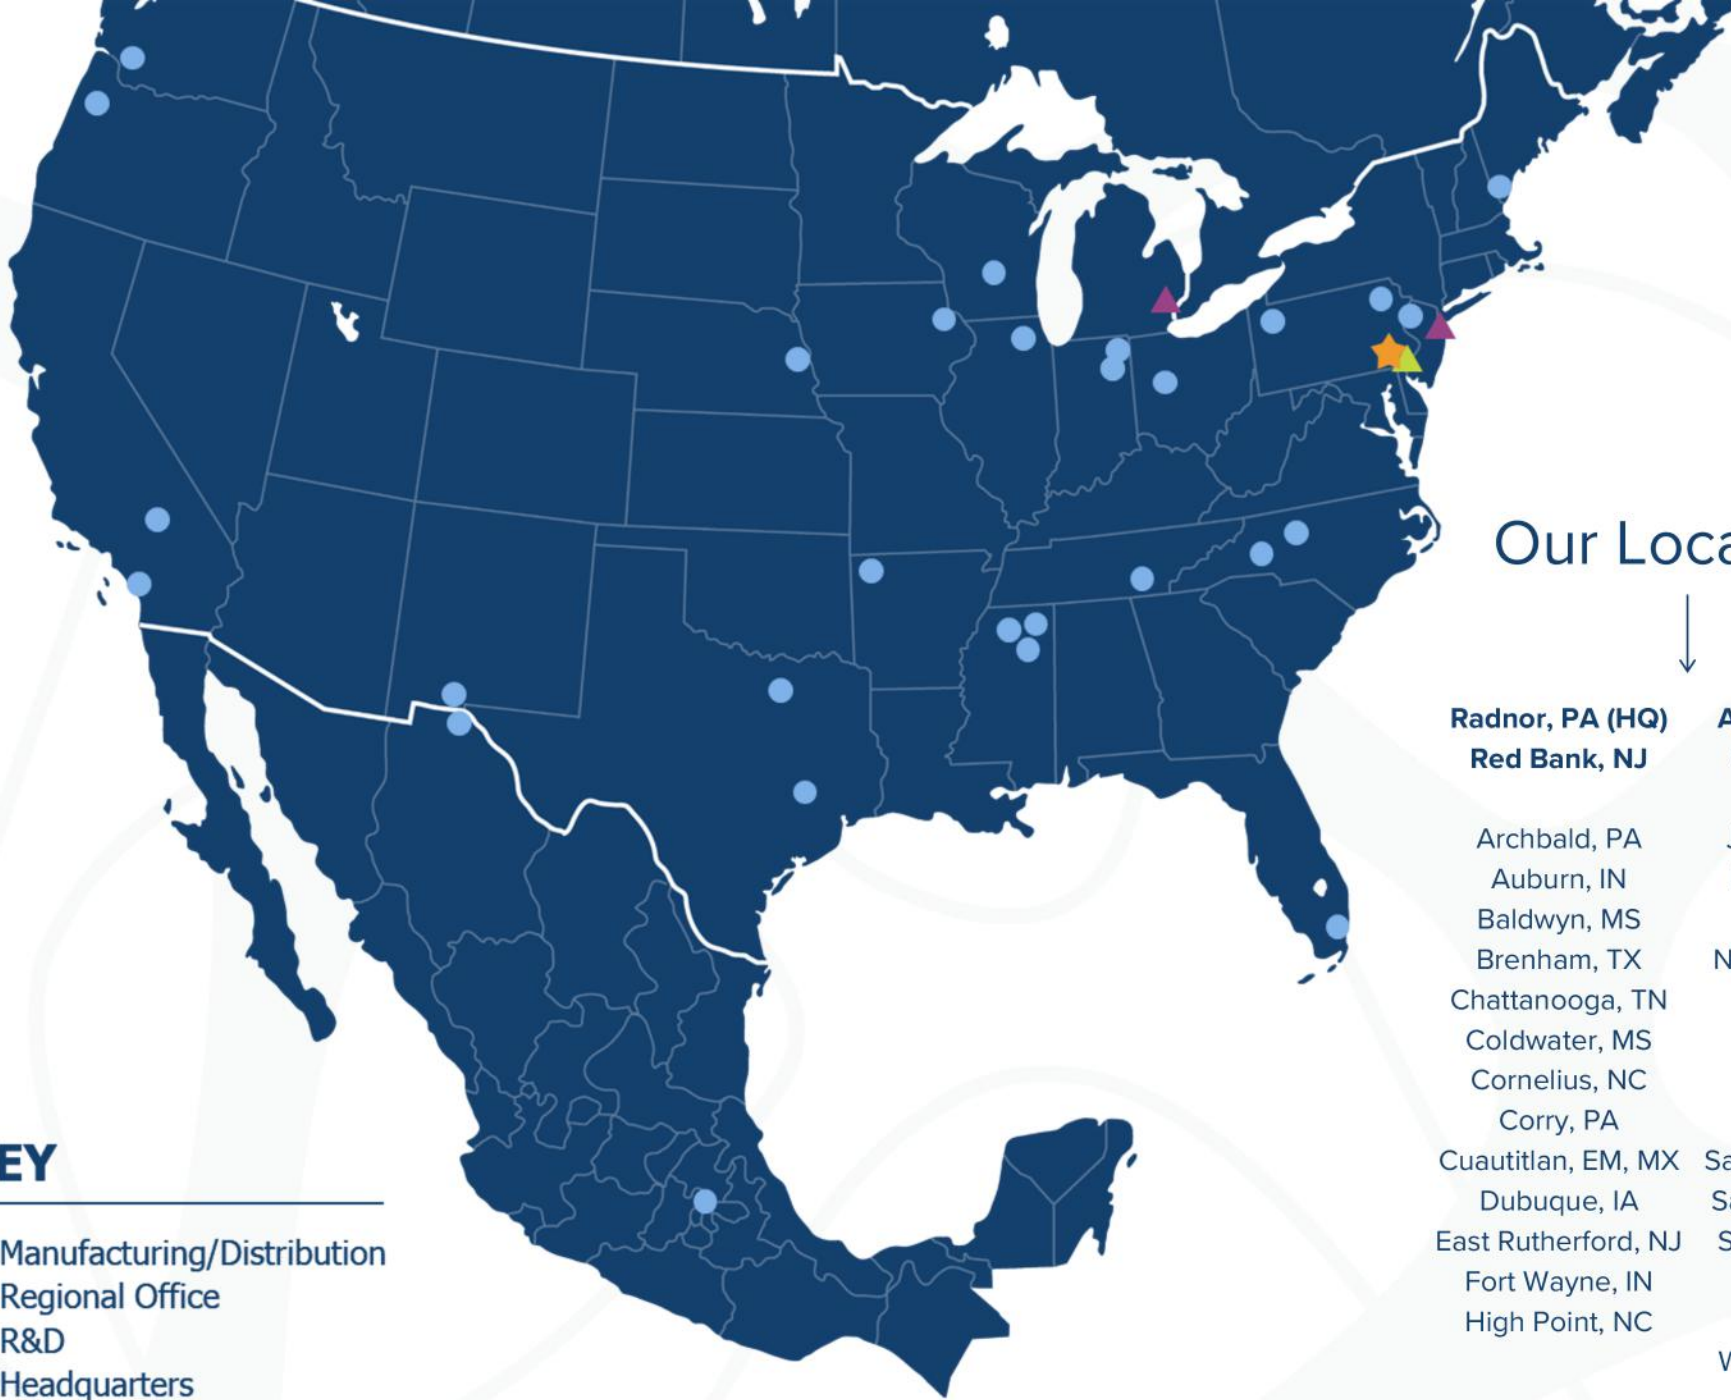 Our Loca
Radnor, PA (HQ) A
Red Bank, NJ
Archbald, PA
Auburn, IN
Baldwyn, MS
Brenham, TX N
Chattanooga, TN
Coldwater, MS
Cornelius, NC
Corry, PA
Cuautitlan, EM, MX Sa
Dubuque, IA Sa
East Rutherford, NJ S
Fort Wayne, IN
High Point, NC
W
EY
Manufacturing/Distribution
Regional Office
R&D
Headquarters